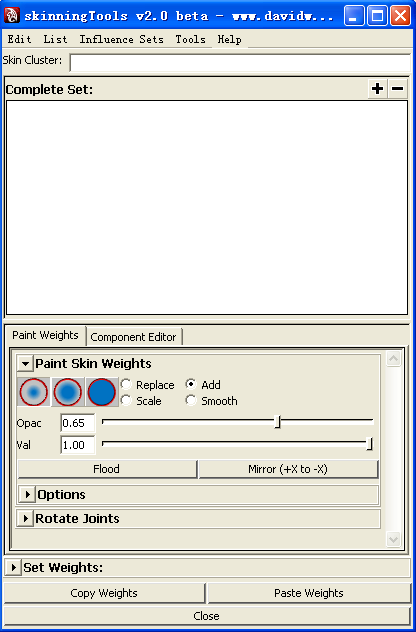 skinningTools v2.0 beta - www.davidw...
Edit List Influence Sets Tools Help
Skin Cluster:
Complete Set:
Paint Weights Component Editor
Paint Skin Weights
Replace Add
Scale Smooth
Opac 0.65
Val 1.00
Flood Mirror (+X to -X)
Options
Rotate Joints
Set Weights:
Copy Weights Paste Weights
Close